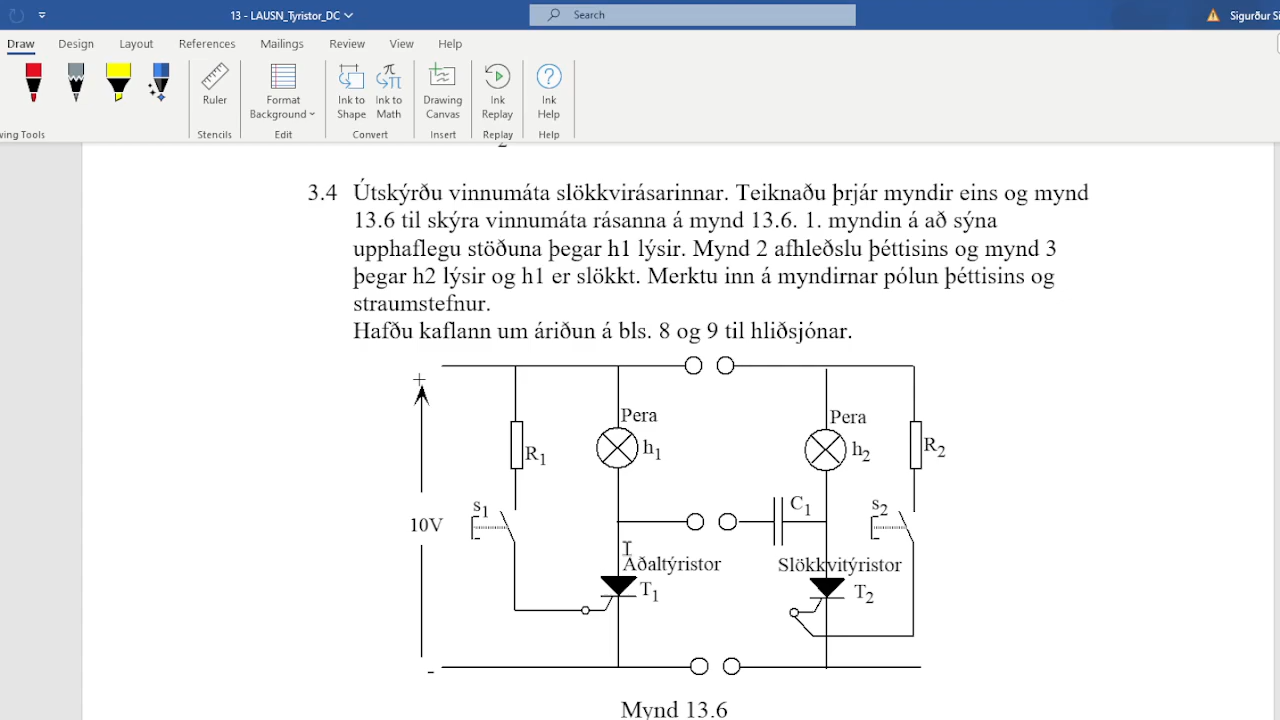 13 - LAUSN_Tyristor_DC
Search
Sigurður Si
Draw Design Layout References Mailings Review View Help
Ruler
Format Background
Ink to Shape
Ink to Math
Drawing Canvas
Ink Replay
Ink Help
wing Tools Stencils Edit Convert Insert Replay Help
2
3.4 Útskýrðu vinnumáta slökkvirásarinnar. Teiknaðu þrjár myndir eins og mynd
13.6 til skýra vinnumáta rásanna á mynd 13.6. 1. myndin á að sýna
upphaflegu stöðuna þegar h1 lýsir. Mynd 2 afhleðslu þéttisins og mynd 3
þegar h2 lýsir og h1 er slökkt. Merktu inn á myndirnar pólun þéttisins og
straumstefnur.
Hafðu kaflann um áriðun á bls. 8 og 9 til hliðsjónar.
+
Pera Pera
R1 h1 h2 R2
s1 C1 s2
10V
Aðaltýristor Slökkvitýristor
T1 T2
-
Mynd 13.6